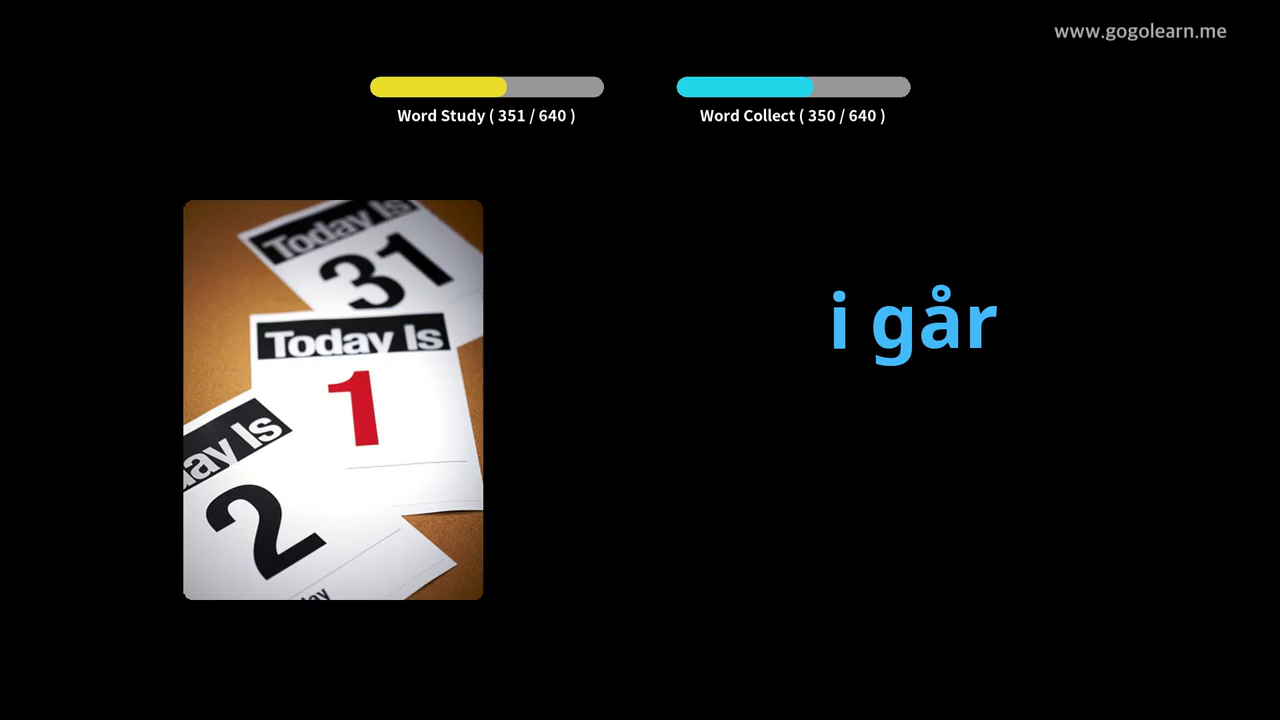 www.gogolearn.me
Word Study ( 351 / 640 )
Word Collect ( 350 / 640 )
Today Is
31
i går
Today Is
1
ay Is
2
ay